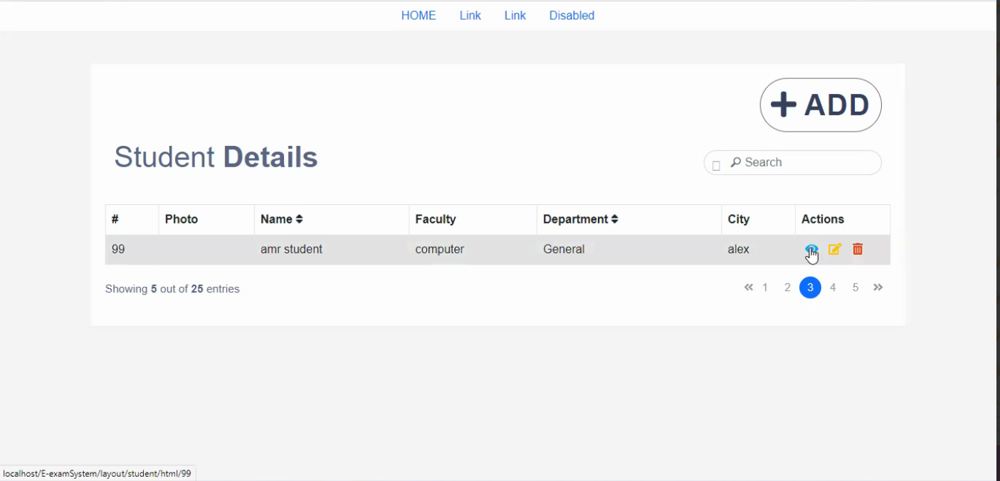 HOME Link Link Disabled
ADD
Student Details
Search
# Photo Name Faculty Department City Actions
99 amr student computer General alex
Showing 5 out of 25 entries
« 1 2 3 4 5 »
localhost/E-examSystem/layout/student/html/99